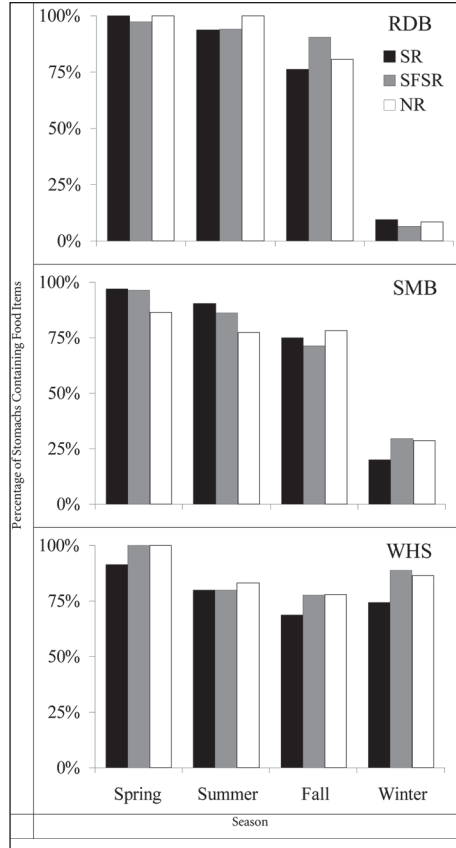 RDB
SR
SFSR
NR
100%
75%
50%
25%
0%
SMB
100%
75%
50%
25%
0%
WHS
100%
75%
50%
25%
0%
Percentage of Stomachs Containing Food Items
Spring Summer Fall Winter
Season